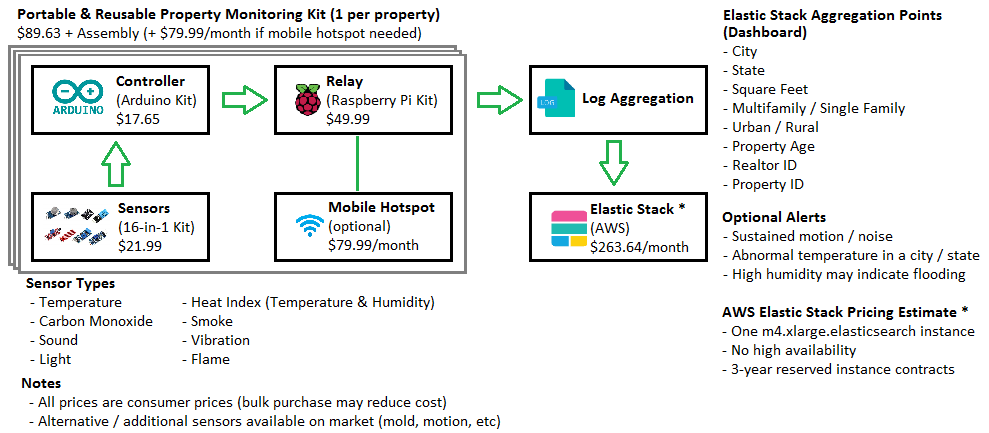 Portable & Reusable Property Monitoring Kit (1 per property)
$89.63 + Assembly (+ $79.99/month if mobile hotspot needed)
ARDUINO
Controller
(Arduino Kit)
$17.65
Relay
(Raspberry Pi Kit)
$49.99
LOG
Log Aggregation
Sensors
(16-in-1 Kit)
$21.99
Mobile Hotspot
(optional)
$79.99/month
Elastic Stack *
(AWS)
$263.64/month
Sensor Types
- Temperature
- Carbon Monoxide
- Sound
- Light
- Heat Index (Temperature & Humidity)
- Smoke
- Vibration
- Flame
Notes
- All prices are consumer prices (bulk purchase may reduce cost)
- Alternative / additional sensors available on market (mold, motion, etc)
Elastic Stack Aggregation Points
(Dashboard)
- City
- State
- Square Feet
- Multifamily / Single Family
- Urban / Rural
- Property Age
- Realtor ID
- Property ID
Optional Alerts
- Sustained motion / noise
- Abnormal temperature in a city / state
- High humidity may indicate flooding
AWS Elastic Stack Pricing Estimate *
- One m4.xlarge.elasticsearch instance
- No high availability
- 3-year reserved instance contracts